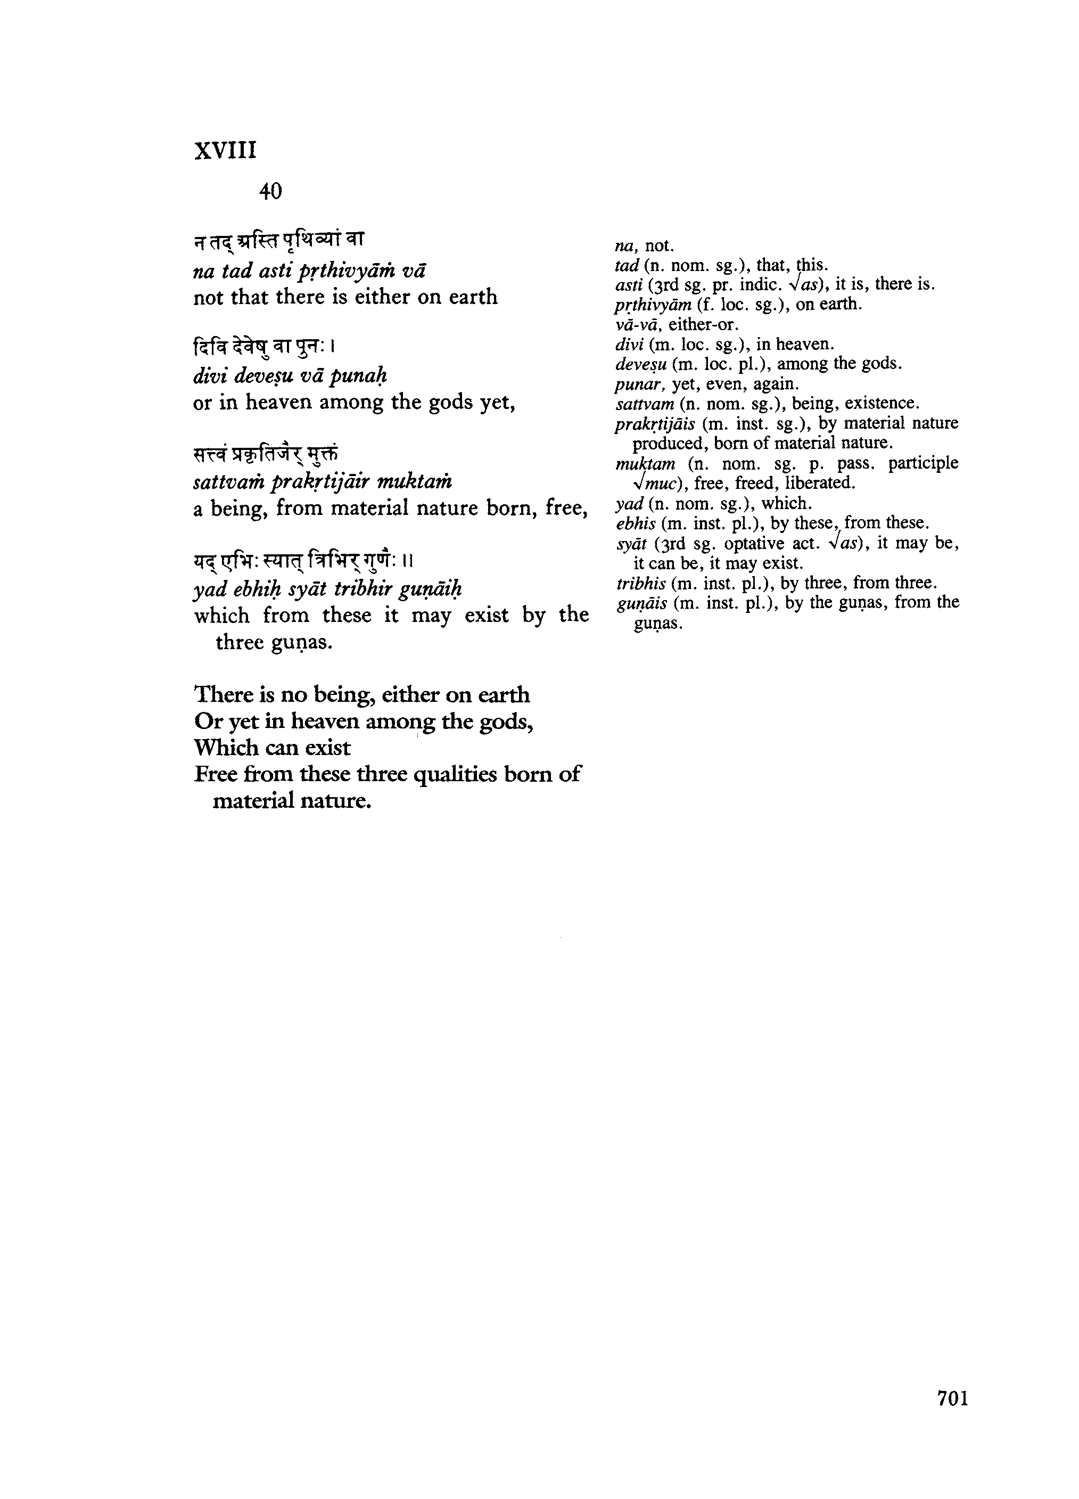 XVIII
40
न तद् अस्ति पृथिव्यां वा
na tad asti pṛthivyāṁ vā
not that there is either on earth
दिवि देवेषु वा पुनः।
divi deveṣu vā punaḥ
or in heaven among the gods yet,
सत्त्वं प्रकृतिजैर् मुक्तं
sattvaṁ prakṛtijāir muktaṁ
a being, from material nature born, free,
यद् एभिः स्यात् त्रिभिर् गुणैः॥
yad ebhiḥ syāt tribhir guṇāiḥ
which from these it may exist by the
three guṇas.
There is no being, either on earth
Or yet in heaven among the gods,
Which can exist
Free from these three qualities born of
material nature.
na, not.
tad (n. nom. sg.), that, this.
asti (3rd sg. pr. indic. √as), it is, there is.
pṛthivyām (f. loc. sg.), on earth.
vā-vā, either-or.
divi (m. loc. sg.), in heaven.
deveṣu (m. loc. pl.), among the gods.
punar, yet, even, again.
sattvam (n. nom. sg.), being, existence.
prakṛtijāis (m. inst. sg.), by material nature
produced, born of material nature.
muktam (n. nom. sg. p. pass. participle
√muc), free, freed, liberated.
yad (n. nom. sg.), which.
ebhis (m. inst. pl.), by these, from these.
syāt (3rd sg. optative act. √as), it may be,
it can be, it may exist.
tribhis (m. inst. pl.), by three, from three.
guṇāis (m. inst. pl.), by the guṇas, from the
guṇas.
701